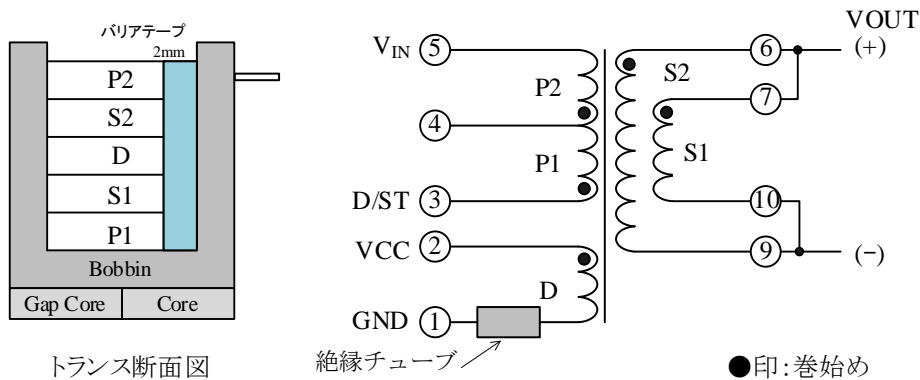 バリアテープ
2mm
P2
S2
D
S1
P1
Bobbin
Gap Core
Core
トランス断面図
VIN
5
4
D/ST
3
VCC
2
GND
1
P2
P1
D
絶縁チューブ
S2
S1
6
7
10
9
VOUT
(+)
(−)
●印:巻始め